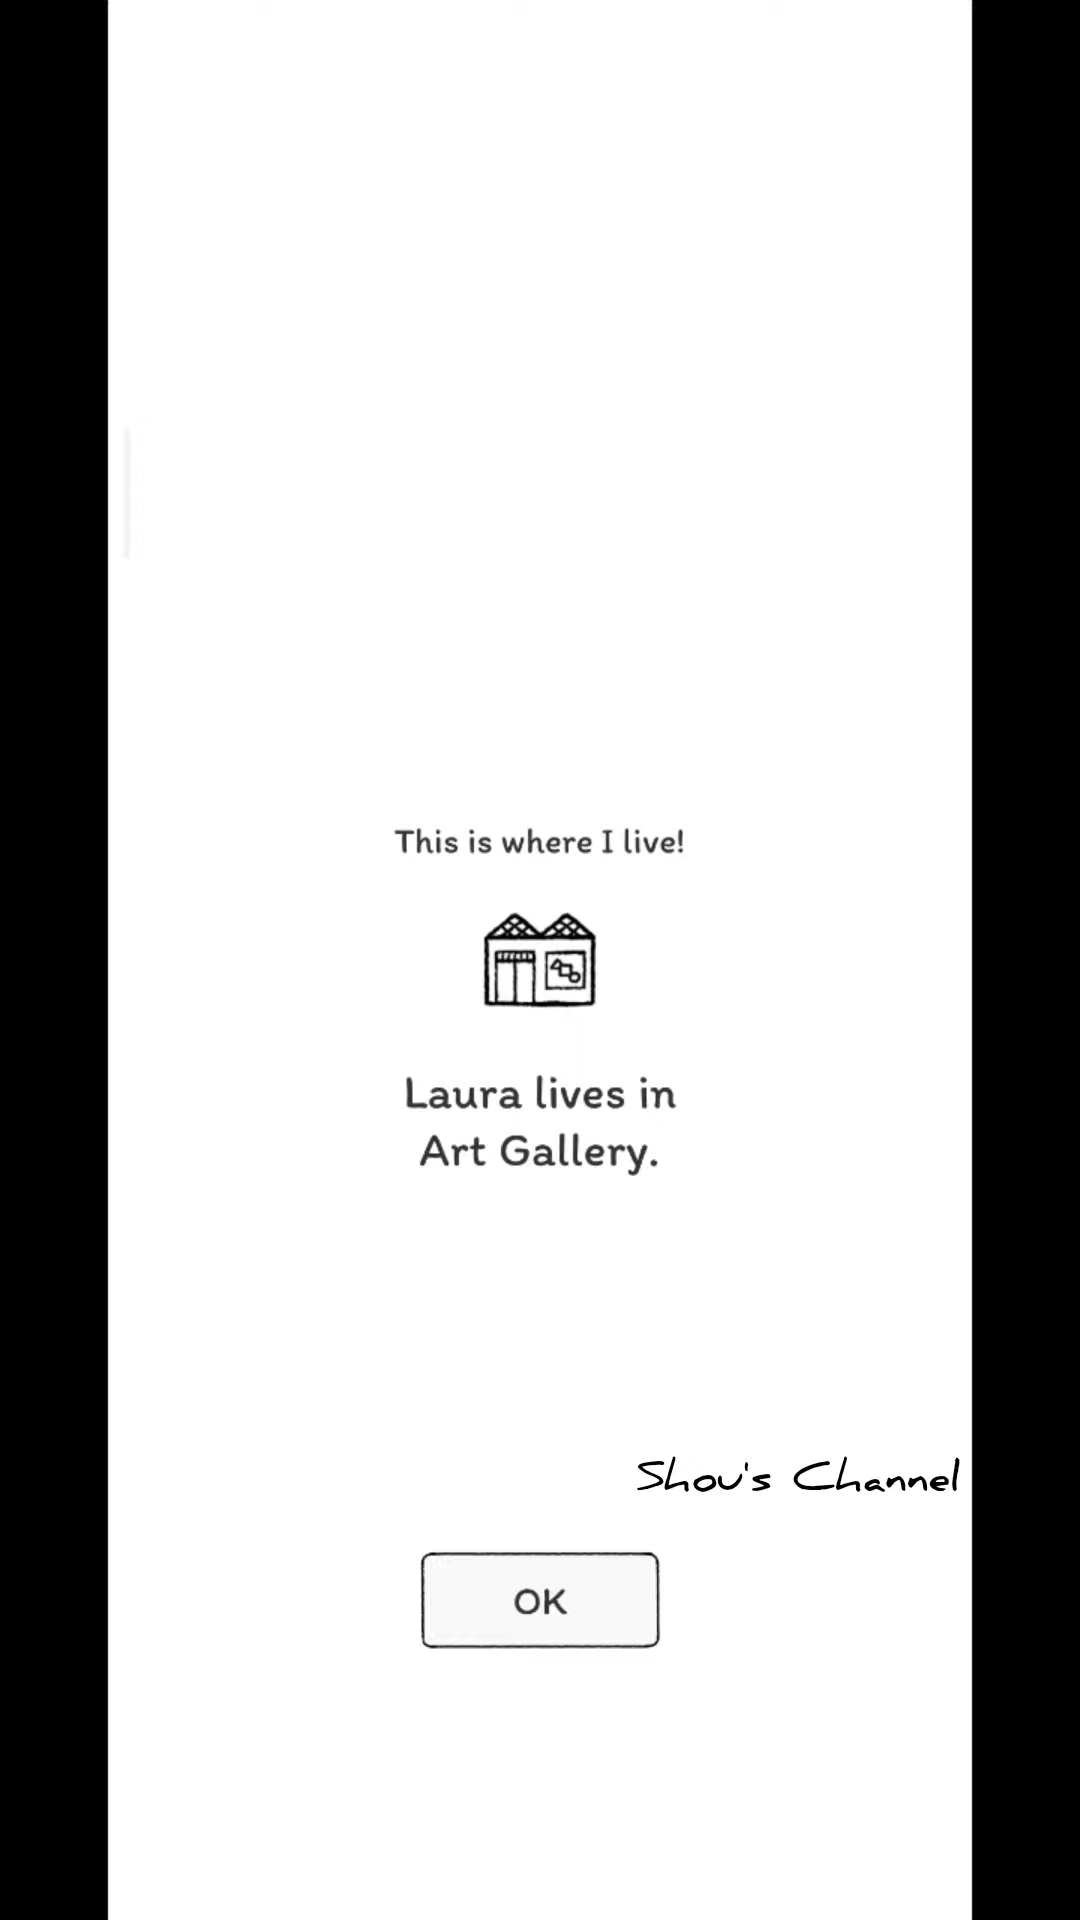 This is where I live!
Laura lives in
Art Gallery.
Shou's Channel
OK